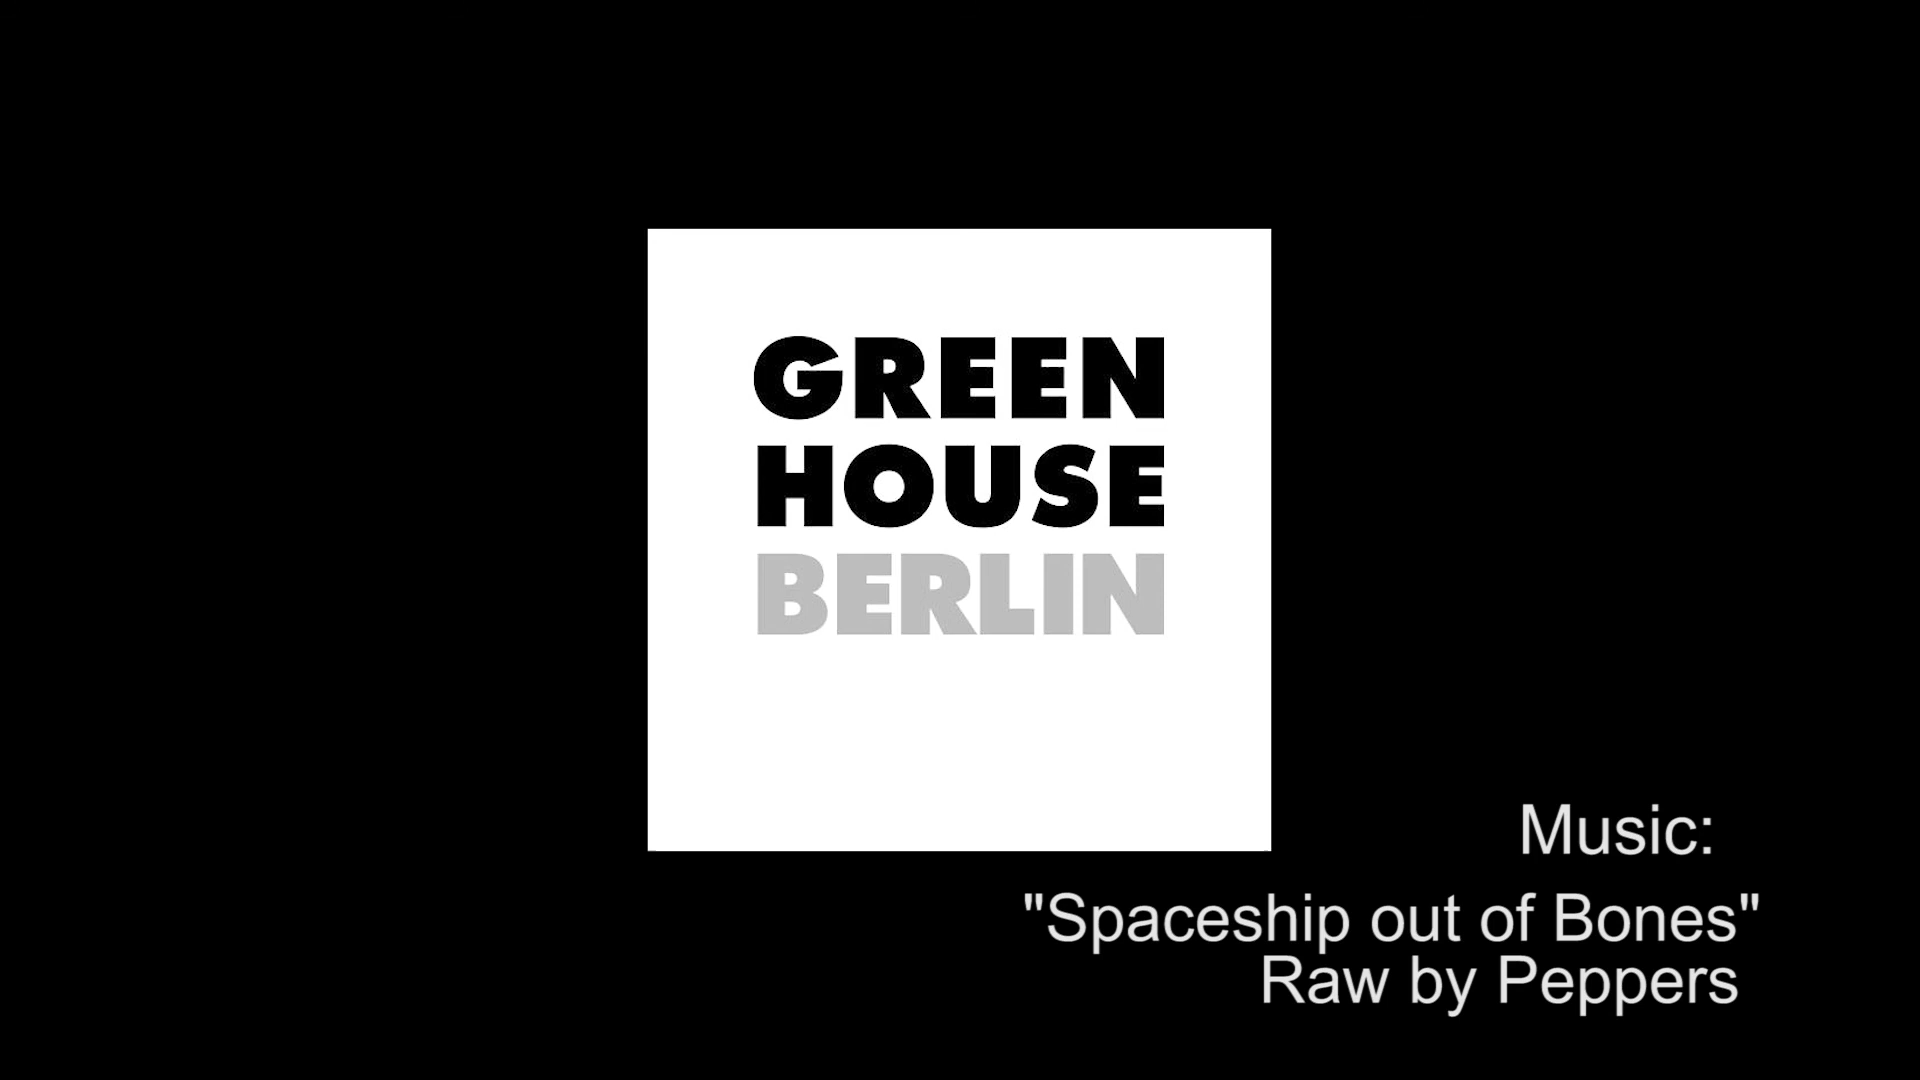 GREEN
HOUSE
BERLIN
Music:
"Spaceship out of Bones"
Raw by Peppers